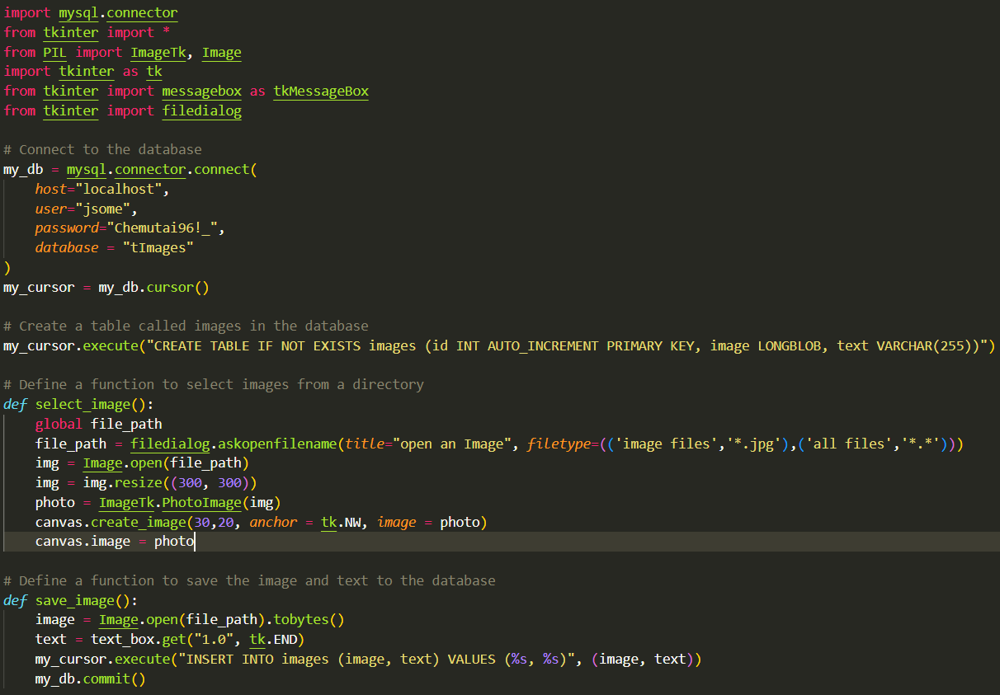 import mysql.connector
from tkinter import *
from PIL import ImageTk, Image
import tkinter as tk
from tkinter import messagebox as tkMessageBox
from tkinter import filedialog

# Connect to the database
my_db = mysql.connector.connect(
    host="localhost",
    user="jsome",
    password="Chemutai96!_",
    database = "tImages"
)
my_cursor = my_db.cursor()

# Create a table called images in the database
my_cursor.execute("CREATE TABLE IF NOT EXISTS images (id INT AUTO_INCREMENT PRIMARY KEY, image LONGBLOB, text VARCHAR(255))")

# Define a function to select images from a directory
def select_image():
    global file_path
    file_path = filedialog.askopenfilename(title="open an Image", filetype=(('image files','*.jpg'),('all files','*.*')))
    img = Image.open(file_path)
    img = img.resize((300, 300))
    photo = ImageTk.PhotoImage(img)
    canvas.create_image(30,20, anchor = tk.NW, image = photo)
    canvas.image = photo

# Define a function to save the image and text to the database
def save_image():
    image = Image.open(file_path).tobytes()
    text = text_box.get("1.0", tk.END)
    my_cursor.execute("INSERT INTO images (image, text) VALUES (%s, %s)", (image, text))
    my_db.commit()